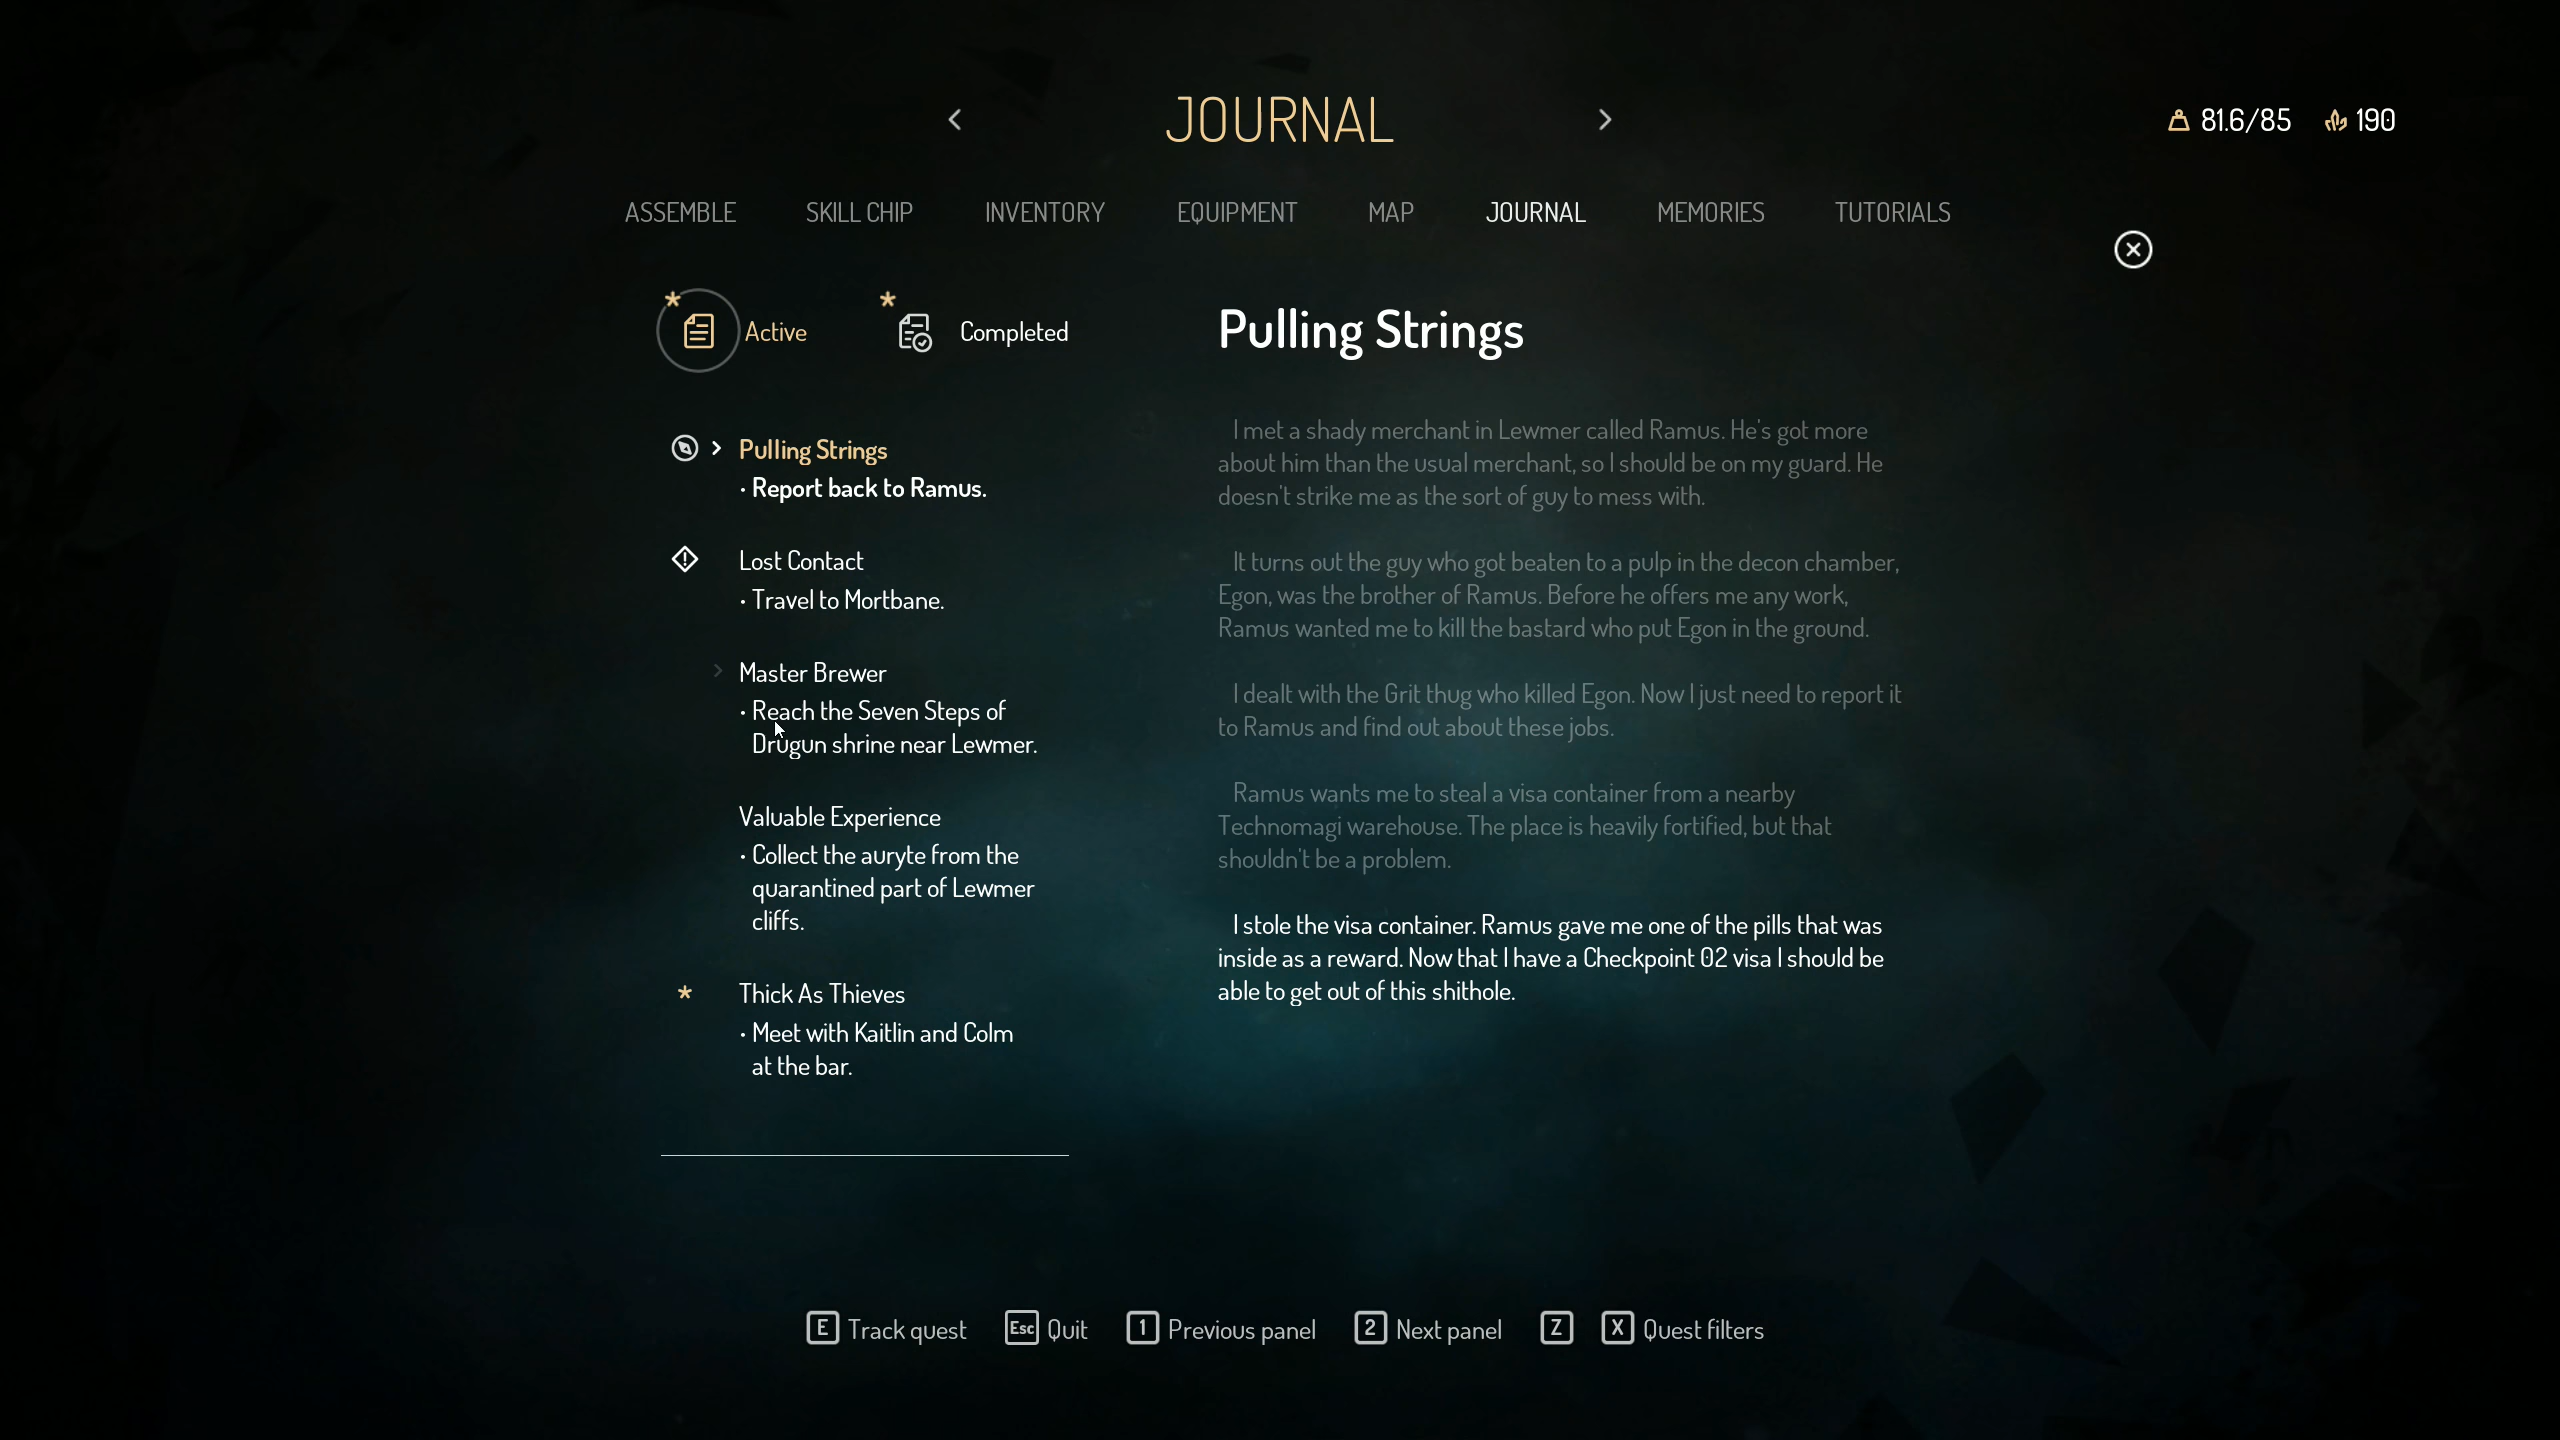 JOURNAL
81.6/85
190
ASSEMBLE
SKILL CHIP
INVENTORY
EQUIPMENT
MAP
JOURNAL
MEMORIES
TUTORIALS
Active
Completed
Pulling Strings
• Report back to Ramus.
Lost Contact
• Travel to Mortbane.
Master Brewer
• Reach the Seven Steps of
Drugun shrine near Lewmer.
Valuable Experience
• Collect the auryte from the
quarantined part of Lewmer
cliffs.
Thick As Thieves
• Meet with Kaitlin and Colm
at the bar.
Pulling Strings
I met a shady merchant in Lewmer called Ramus. He's got more
about him than the usual merchant, so I should be on my guard. He
doesn't strike me as the sort of guy to mess with.
It turns out the guy who got beaten to a pulp in the decon chamber,
Egon, was the brother of Ramus. Before he offers me any work,
Ramus wanted me to kill the bastard who put Egon in the ground.
I dealt with the Grit thug who killed Egon. Now I just need to report it
to Ramus and find out about these jobs.
Ramus wants me to steal a visa container from a nearby
Technomagi warehouse. The place is heavily fortified, but that
shouldn't be a problem.
I stole the visa container. Ramus gave me one of the pills that was
inside as a reward. Now that I have a Checkpoint 02 visa I should be
able to get out of this shithole.
E Track quest
Esc Quit
1 Previous panel
2 Next panel
Z X Quest filters